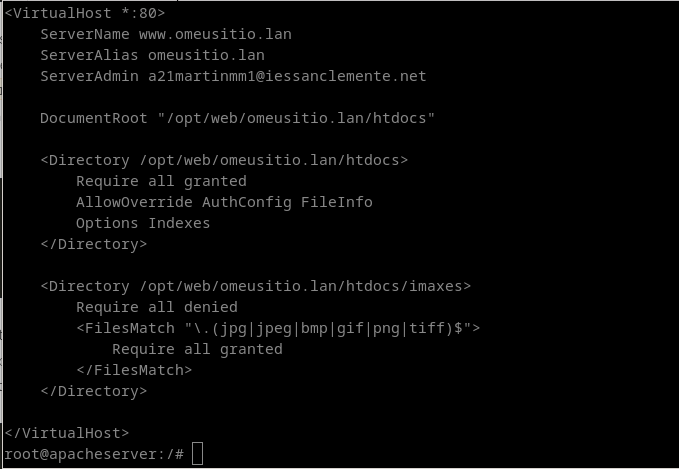 <VirtualHost *:80>
    ServerName www.omeusitio.lan
    ServerAlias omeusitio.lan
    ServerAdmin a21martinmm1@iessanclemente.net

    DocumentRoot "/opt/web/omeusitio.lan/htdocs"

    <Directory /opt/web/omeusitio.lan/htdocs>
        Require all granted
        AllowOverride AuthConfig FileInfo
        Options Indexes
    </Directory>

    <Directory /opt/web/omeusitio.lan/htdocs/imaxes>
        Require all denied
        <FilesMatch "\.(jpg|jpeg|bmp|gif|png|tiff)$">
            Require all granted
        </FilesMatch>
    </Directory>

</VirtualHost>
root@apacheserver:/#